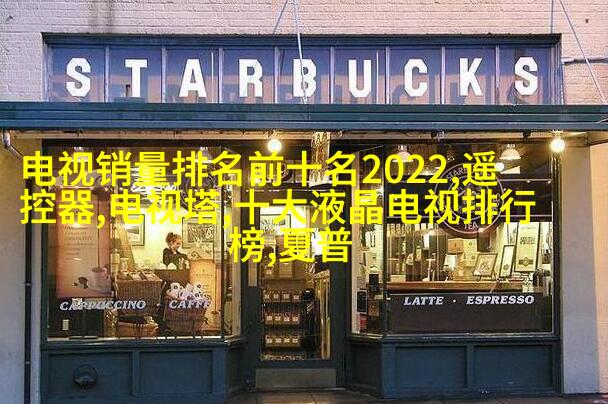 STARBUCKS
电视销量排名前十名2022,遥
控器,电视塔,十大液晶电视排行
榜,夏普
CAPPUCCINO · CAFFÈ
LATTE · ESPRESSO